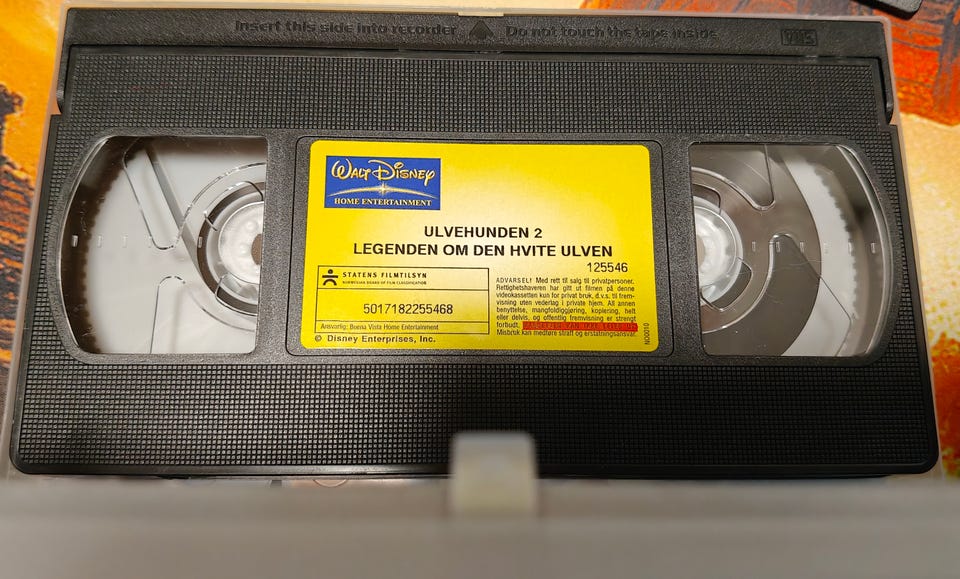 Insert this side into recorder Do not touch the tape inside VHS
WALT DISNEY
HOME ENTERTAINMENT
ULVEHUNDEN 2
LEGENDEN OM DEN HVITE ULVEN
125546
STATENS FILMTILSYN
NORWEGIAN BOARD OF FILM CLASSIFICATION
5017182255468
Ansvarlig: Buena Vista Home Entertainment
© Disney Enterprises, Inc.
ADVARSEL! Med rett til salg til privatpersoner.
Rettighetshaveren har gitt ut filmen på denne
videokassetten kun for privat bruk, d.v.s. til frem-
visning uten vederlag i private hjem. All annen
benyttelse, mangfoldiggjøring, kopiering, helt
eller delvis, og offentlig fremvisning er strengt
forbudt.
Misbruk kan medføre straff og erstatningsansvar.
NO0010